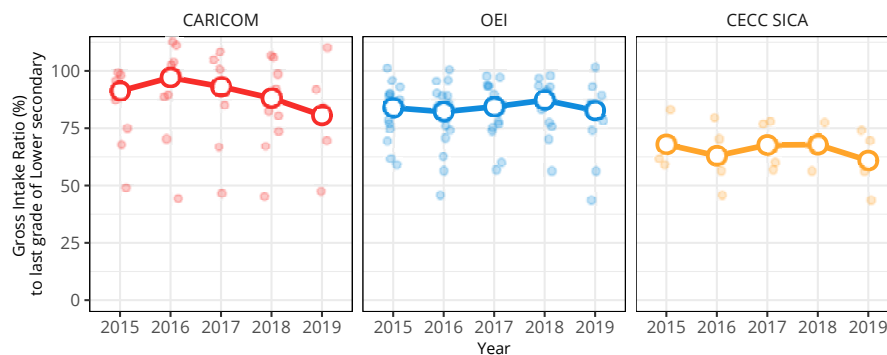 CARICOM
OEI
CECC SICA
Gross Intake Ratio (%)
to last grade of Lower secondary
100
75
50
25
0
2015 2016 2017 2018 2019
2015 2016 2017 2018 2019
2015 2016 2017 2018 2019
Year